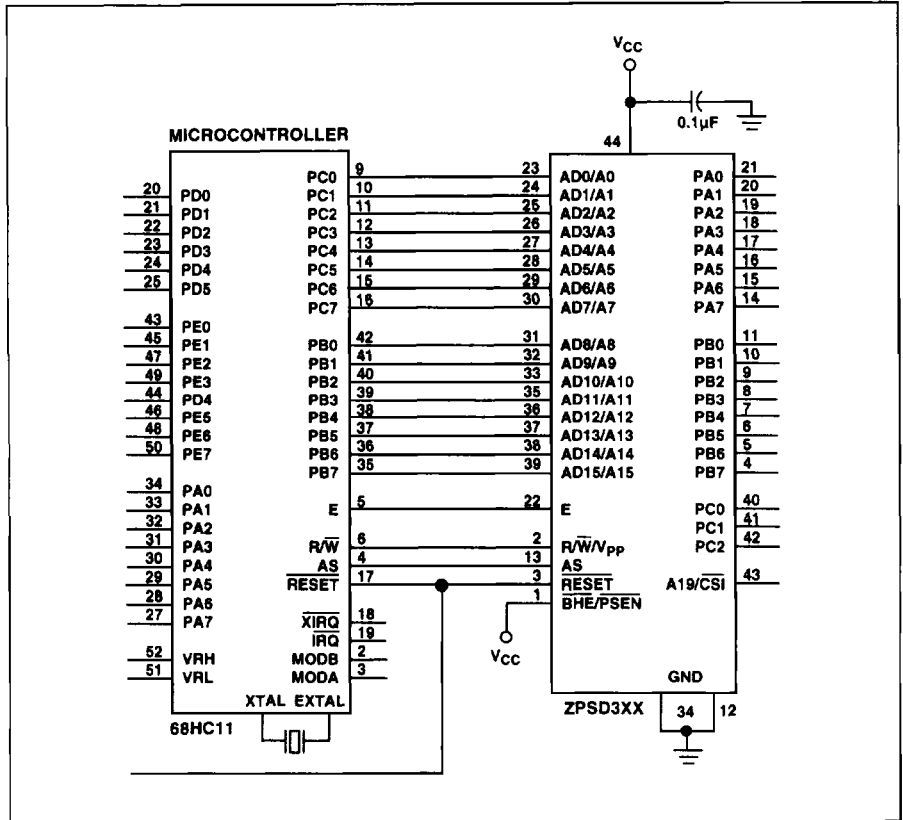 VCC
0.1µF
MICROCONTROLLER
44
PC0 9 23 AD0/A0 PA0 21
20 PD0 PC1 10 24 AD1/A1 PA1 20
21 PD1 PC2 11 25 AD2/A2 PA2 19
22 PD2 PC3 12 26 AD3/A3 PA3 18
23 PD3 PC4 13 27 AD4/A4 PA4 17
24 PD4 PC5 14 28 AD5/A5 PA5 16
25 PD5 PC6 15 29 AD6/A6 PA6 15
PC7 16 30 AD7/A7 PA7 14
43 PE0
45 PE1 PB0 42 31 AD8/A8 PB0 11
47 PE2 PB1 41 32 AD9/A9 PB1 10
49 PE3 PB2 40 33 AD10/A10 PB2 9
44 PD4 PB3 39 35 AD11/A11 PB3 8
46 PE5 PB4 38 36 AD12/A12 PB4 7
48 PE6 PB5 37 37 AD13/A13 PB5 6
50 PE7 PB6 36 38 AD14/A14 PB6 5
PB7 35 39 AD15/A15 PB7 4
34 PA0
33 PA1 E 5 22 E PC0 40
32 PA2 PC1 41
31 PA3 R/W̅ 6 2 R/W̅/VPP PC2 42
30 PA4 AS 4 13 AS
29 PA5 R̅E̅S̅E̅T̅ 17 3 R̅E̅S̅E̅T̅ A19/C̅S̅I̅ 43
28 PA6 1 B̅H̅E̅/P̅S̅E̅N̅
27 PA7 X̅I̅R̅Q̅ 18
I̅R̅Q̅ 19
52 VRH MODB 2 VCC
51 VRL MODA 3
GND
XTAL EXTAL
34 12
68HC11 ZPSD3XX